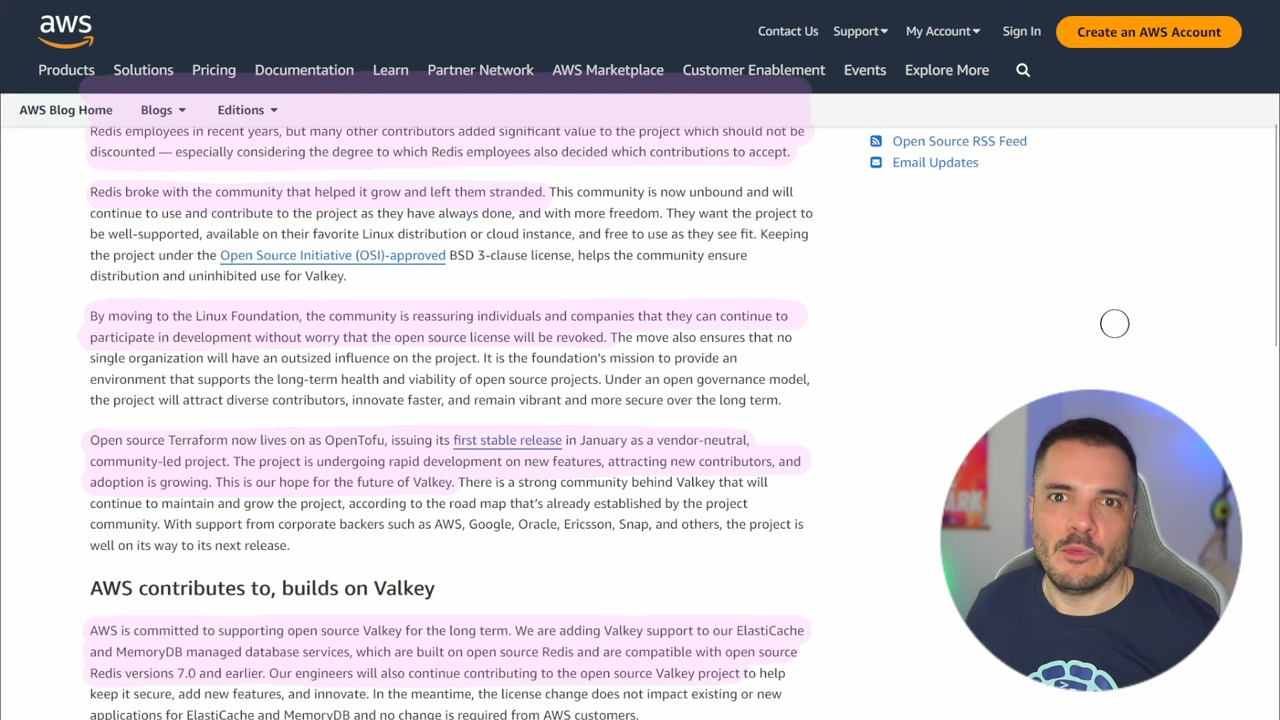 aws
Contact Us Support My Account Sign In Create an AWS Account
Products Solutions Pricing Documentation Learn Partner Network AWS Marketplace Customer Enablement Events Explore More
AWS Blog Home Blogs Editions
Redis employees in recent years, but many other contributors added significant value to the project which should not be
discounted — especially considering the degree to which Redis employees also decided which contributions to accept.
Open Source RSS Feed
Email Updates
Redis broke with the community that helped it grow and left them stranded. This community is now unbound and will
continue to use and contribute to the project as they have always done, and with more freedom. They want the project to
be well-supported, available on their favorite Linux distribution or cloud instance, and free to use as they see fit. Keeping
the project under the Open Source Initiative (OSI)-approved BSD 3-clause license, helps the community ensure
distribution and uninhibited use for Valkey.
By moving to the Linux Foundation, the community is reassuring individuals and companies that they can continue to
participate in development without worry that the open source license will be revoked. The move also ensures that no
single organization will have an outsized influence on the project. It is the foundation's mission to provide an
environment that supports the long-term health and viability of open source projects. Under an open governance model,
the project will attract diverse contributors, innovate faster, and remain vibrant and more secure over the long term.
Open source Terraform now lives on as OpenTofu, issuing its first stable release in January as a vendor-neutral,
community-led project. The project is undergoing rapid development on new features, attracting new contributors, and
adoption is growing. This is our hope for the future of Valkey. There is a strong community behind Valkey that will
continue to maintain and grow the project, according to the road map that's already established by the project
community. With support from corporate backers such as AWS, Google, Oracle, Ericsson, Snap, and others, the project is
well on its way to its next release.
AWS contributes to, builds on Valkey
AWS is committed to supporting open source Valkey for the long term. We are adding Valkey support to our ElastiCache
and MemoryDB managed database services, which are built on open source Redis and are compatible with open source
Redis versions 7.0 and earlier. Our engineers will also continue contributing to the open source Valkey project to help
keep it secure, add new features, and innovate. In the meantime, the license change does not impact existing or new
applications for ElastiCache and MemoryDB and no change is required from AWS customers.